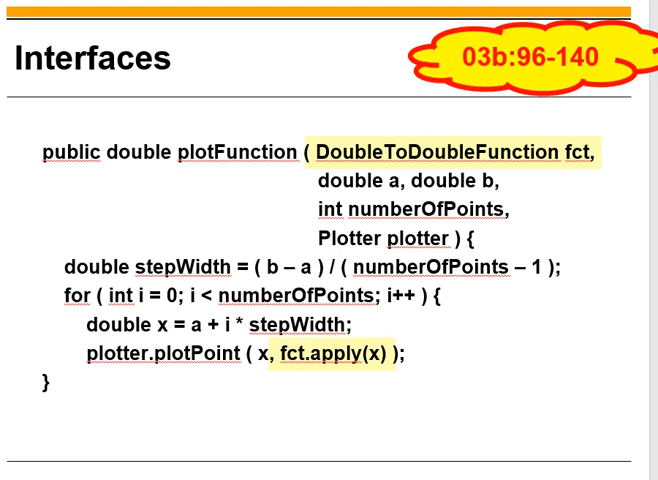 Interfaces
03b:96-140
public double plotFunction ( DoubleToDoubleFunction fct,
double a, double b,
int numberOfPoints,
Plotter plotter ) {
double stepWidth = ( b – a ) / ( numberOfPoints – 1 );
for ( int i = 0; i < numberOfPoints; i++ ) {
double x = a + i * stepWidth;
plotter.plotPoint ( x, fct.apply(x) );
}